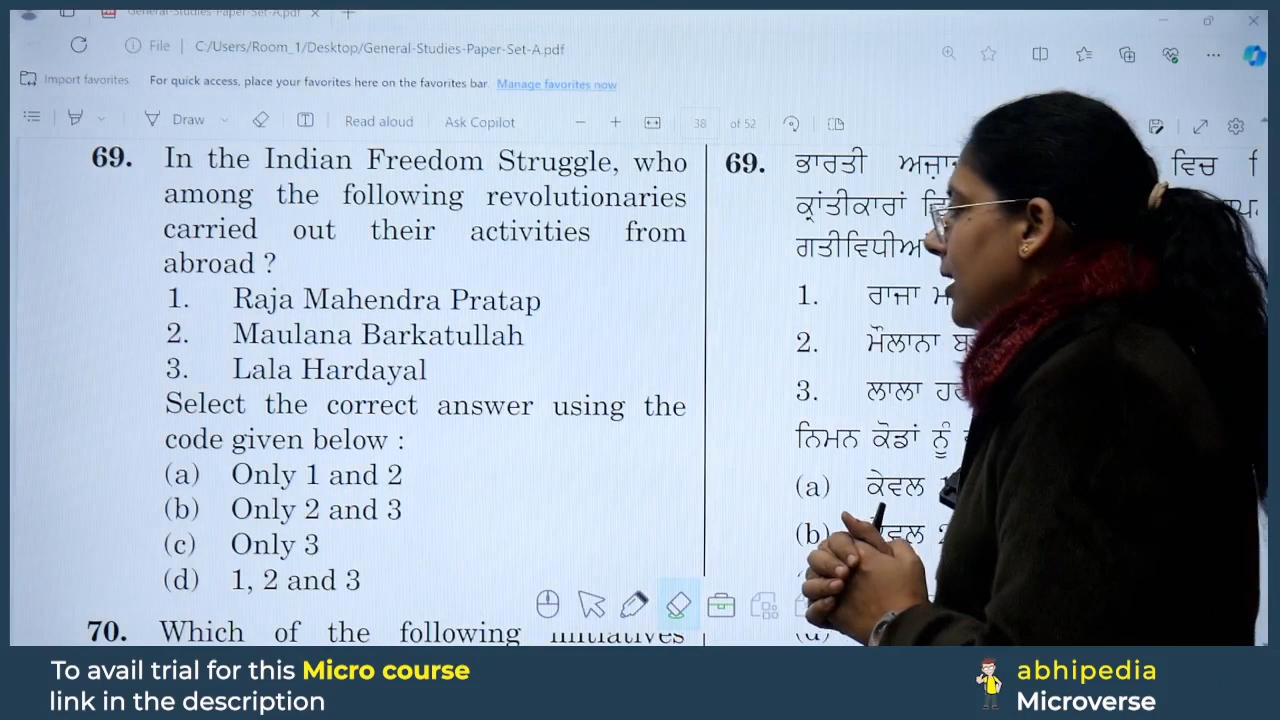 General-Studies-Paper-Set-A.pdf
File
C:/Users/Room_1/Desktop/General-Studies-Paper-Set-A.pdf
Import favorites
For quick access, place your favorites here on the favorites bar
Manage favorites now
Draw
Read aloud
Ask Copilot
38 of 52
69. In the Indian Freedom Struggle, who
among the following revolutionaries
carried out their activities from
abroad ?
1. Raja Mahendra Pratap
2. Maulana Barkatullah
3. Lala Hardayal
Select the correct answer using the
code given below :
(a) Only 1 and 2
(b) Only 2 and 3
(c) Only 3
(d) 1, 2 and 3
70. Which of the following initiatives
69. ਭਾਰਤੀ ਵਿਚ
ਕ੍ਰਾਂਤੀਕਾਰਾਂ
1. ਰਾਜਾ
2. ਮੌਲਾਨਾ
3. ਲਾਲਾ
ਨਿਮਨ ਕੋਡਾਂ ਨੂੰ
(a) ਕੇਵਲ
(b)
To avail trial for this Micro course
link in the description
abhipedia
Microverse